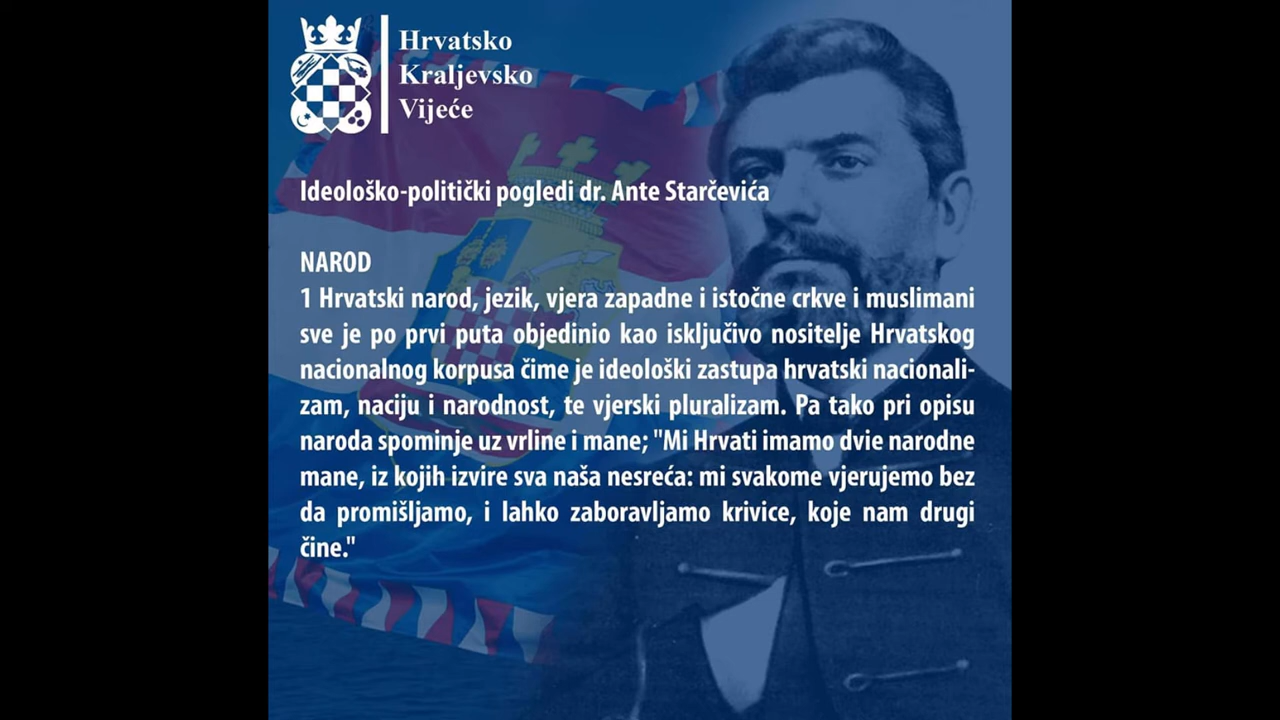 Hrvatsko
Kraljevsko
Vijeće
Ideološko-politički pogledi dr. Ante Starčevića
NAROD
1 Hrvatski narod, jezik, vjera zapadne i istočne crkve i muslimani
sve je po prvi puta objedinio kao isključivo nositelje Hrvatskog
nacionalnog korpusa čime je ideološki zastupa hrvatski nacionali-
zam, naciju i narodnost, te vjerski pluralizam. Pa tako pri opisu
naroda spominje uz vrline i mane; "Mi Hrvati imamo dvie narodne
mane, iz kojih izvire sva naša nesreća: mi svakome vjerujemo bez
da promišljamo, i lahko zaboravljamo krivice, koje nam drugi
čine."